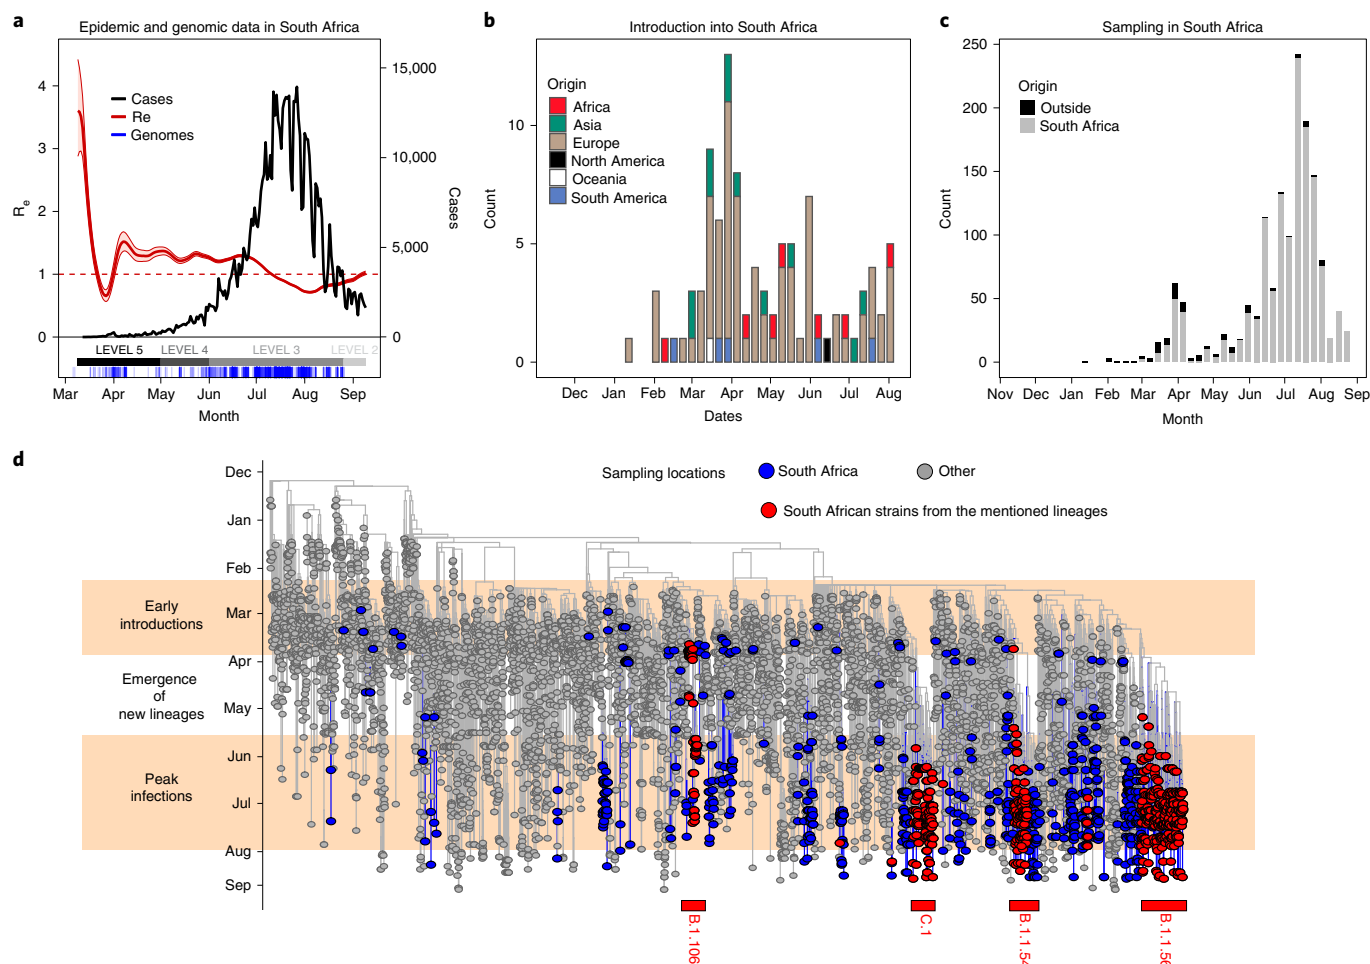 a
Epidemic and genomic data in South Africa
4
3
2
1
0
R e
15,000
10,000
5,000
0
Cases
Cases
Re
Genomes
LEVEL 5
LEVEL 4
LEVEL 3
LEVEL 2
Mar Apr May Jun Jul Aug Sep
Month
b
Introduction into South Africa
10
5
0
Count
Origin
Africa
Asia
Europe
North America
Oceania
South America
Dec Jan Feb Mar Apr May Jun Jul Aug
Dates
c
Sampling in South Africa
250
200
150
100
50
0
Count
Origin
Outside
South Africa
Nov Dec Jan Feb Mar Apr May Jun Jul Aug Sep
Month
d
Sampling locations
South Africa
Other
South African strains from the mentioned lineages
Dec
Jan
Feb
Mar
Apr
May
Jun
Jul
Aug
Sep
Early
introductions
Emergence
of
new lineages
Peak
infections
B.1.106
C.1
B.1.1.54
B.1.1.56